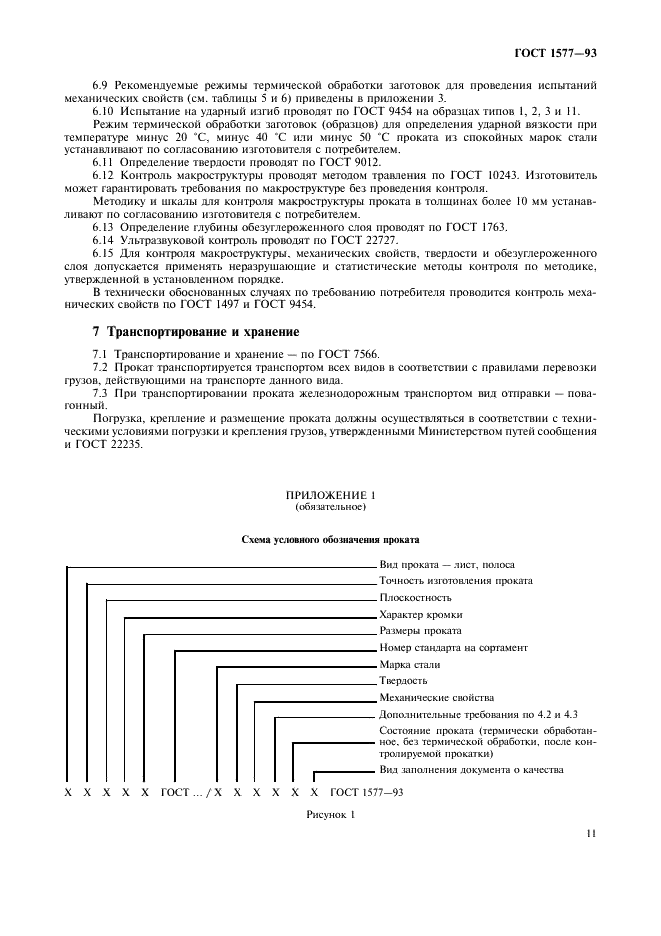 ГОСТ 1577—93
6.9 Рекомендуемые режимы термической обработки заготовок для проведения испытаний
механических свойств (см. таблицы 5 и 6) приведены в приложении 3.
6.10 Испытание на ударный изгиб проводят по ГОСТ 9454 на образцах типов 1, 2, 3 и 11.
Режим термической обработки заготовок (образцов) для определения ударной вязкости при
температуре минус 20 °С, минус 40 °С или минус 50 °С проката из спокойных марок стали
устанавливают по согласованию изготовителя с потребителем.
6.11 Определение твердости проводят по ГОСТ 9012.
6.12 Контроль макроструктуры проводят методом травления по ГОСТ 10243. Изготовитель
может гарантировать требования по макроструктуре без проведения контроля.
Методику и шкалы для контроля макроструктуры проката в толщинах более 10 мм устанав-
ливают по согласованию изготовителя с потребителем.
6.13 Определение глубины обезуглероженного слоя проводят по ГОСТ 1763.
6.14 Ультразвуковой контроль проводят по ГОСТ 22727.
6.15 Для контроля макроструктуры, механических свойств, твердости и обезуглероженного
слоя допускается применять неразрушающие и статистические методы контроля по методике,
утвержденной в установленном порядке.
В технически обоснованных случаях по требованию потребителя проводится контроль меха-
нических свойств по ГОСТ 1497 и ГОСТ 9454.
7 Транспортирование и хранение
7.1 Транспортирование и хранение — по ГОСТ 7566.
7.2 Прокат транспортируется транспортом всех видов в соответствии с правилами перевозки
грузов, действующими на транспорте данного вида.
7.3 При транспортировании проката железнодорожным транспортом вид отправки — пова-
гонный.
Погрузка, крепление и размещение проката должны осуществляться в соответствии с техни-
ческими условиями погрузки и крепления грузов, утвержденными Министерством путей сообщения
и ГОСТ 22235.
ПРИЛОЖЕНИЕ 1
(обязательное)
Схема условного обозначения проката
Вид проката — лист, полоса
Точность изготовления проката
Плоскостность
Характер кромки
Размеры проката
Номер стандарта на сортамент
Марка стали
Твердость
Механические свойства
Дополнительные требования по 4.2 и 4.3
Состояние проката (термически обработан-
ное, без термической обработки, после кон-
тролируемой прокатки)
Вид заполнения документа о качества
Х Х Х Х Х ГОСТ ... / Х Х Х Х Х Х ГОСТ 1577—93
Рисунок 1
11